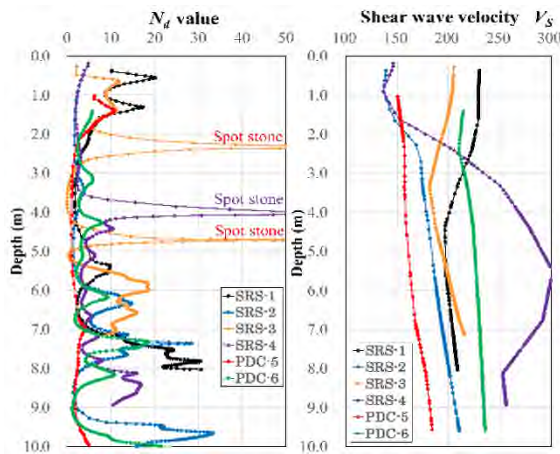 N_d value
0 10 20 30 40 50
0.0
1.0
2.0
3.0
4.0
5.0
6.0
7.0
8.0
9.0
10.0
Depth (m)
Spot stone
Spot stone
Spot stone
SRS-1
SRS-2
SRS-3
SRS-4
PDC-5
PDC-6
Shear wave velocity V_S
100 150 200 250 300
0.0
1.0
2.0
3.0
4.0
5.0
6.0
7.0
8.0
9.0
10.0
Depth (m)
SRS-1
SRS-2
SRS-3
SRS-4
PDC-5
PDC-6